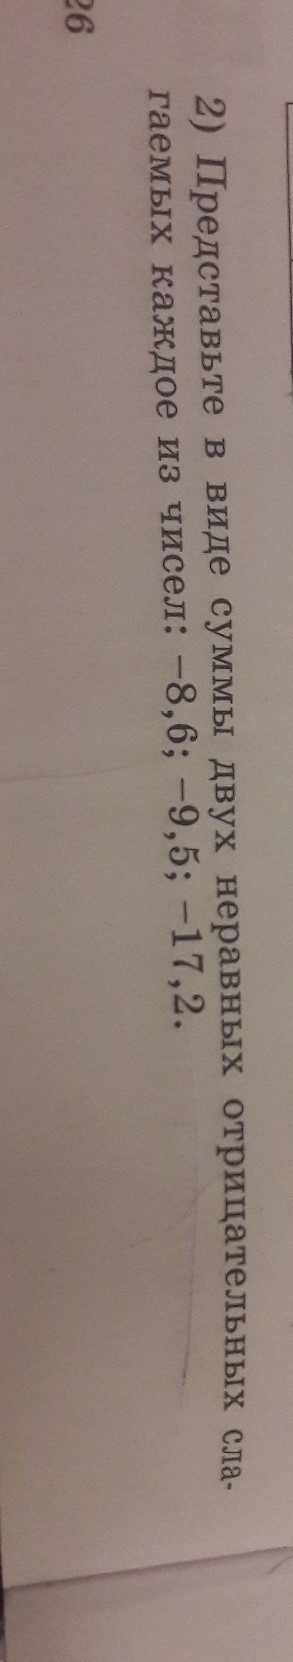 2) Представьте в виде суммы двух неравных отрицательных сла-
гаемых каждое из чисел: –8,6; –9,5; –17,2.
26